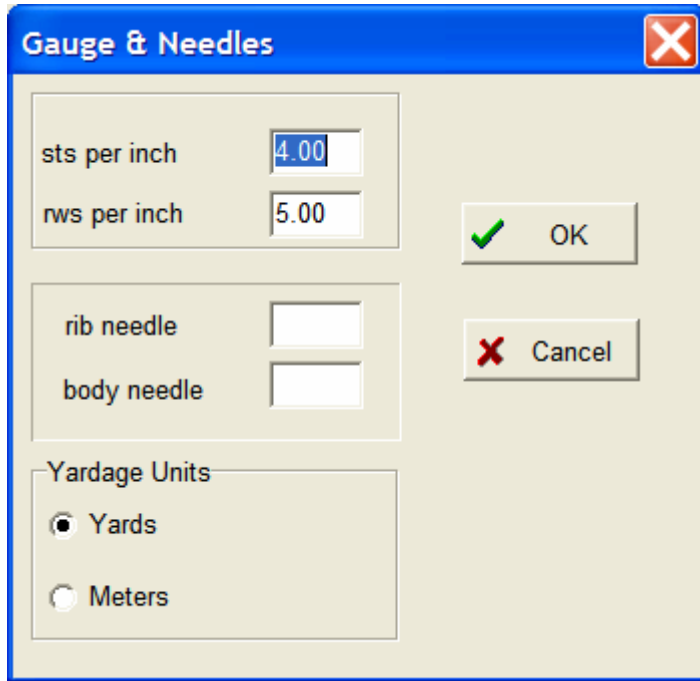 Gauge & Needles
sts per inch 4.00
rws per inch 5.00
OK
rib needle
body needle
Cancel
Yardage Units
Yards
Meters